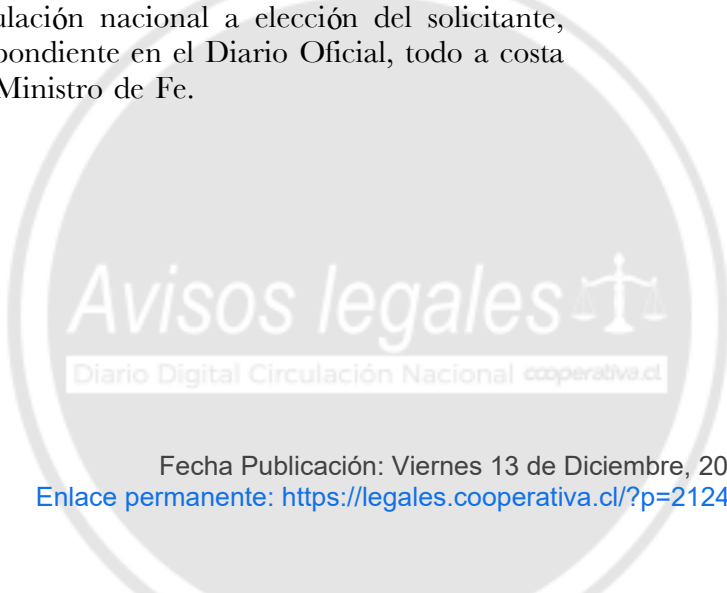 ulación nacional a elección del solicitante,
pondiente en el Diario Oficial, todo a costa
Ministro de Fe.
Avisos legales
Diario Digital Circulación Nacional cooperativa.cl
Fecha Publicación: Viernes 13 de Diciembre, 20
Enlace permanente: https://legales.cooperativa.cl/?p=2124